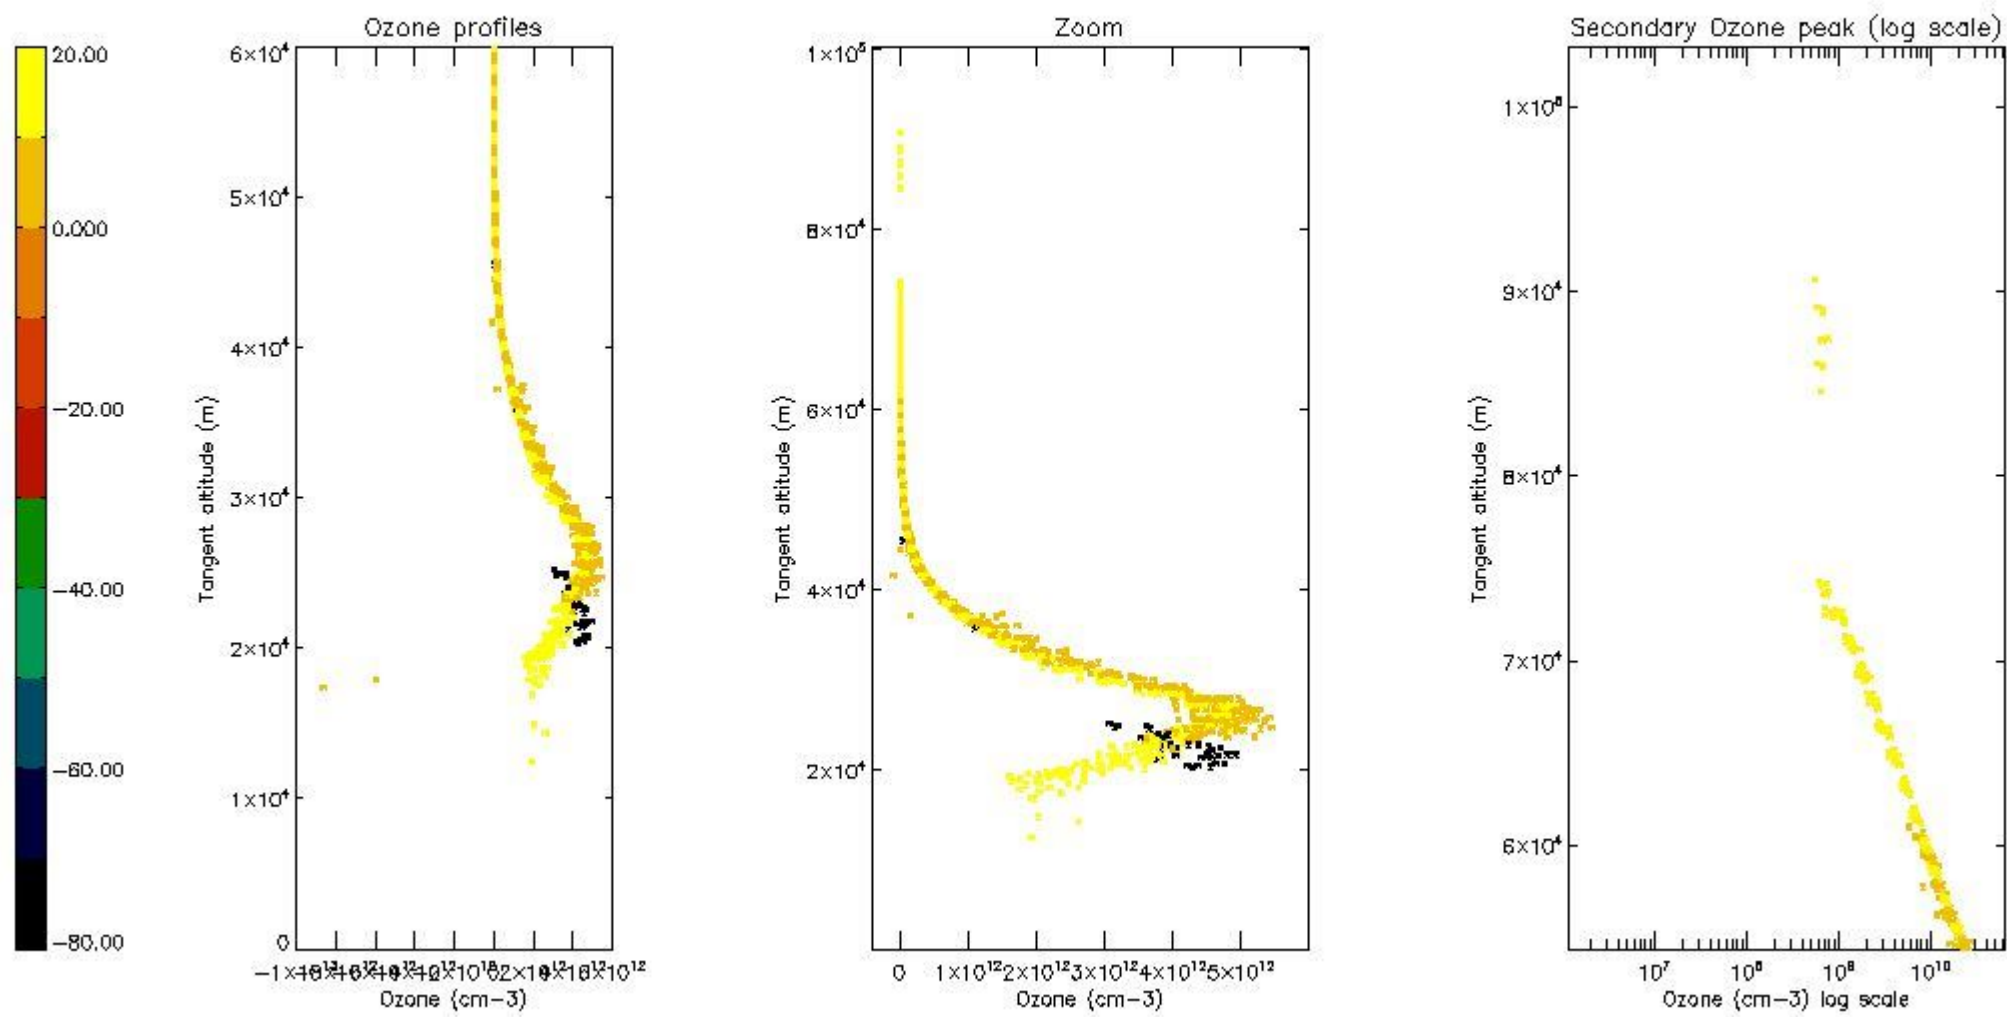 Ozone profiles
Zoom
Secondary Ozone peak (log scale)
20.00
0.000
−20.00
−40.00
−60.00
−80.00
6×10⁴
5×10⁴
4×10⁴
3×10⁴
2×10⁴
1×10⁴
0
Tangent altitude (m)
Ozone (cm−3)
1×10⁵
8×10⁴
6×10⁴
4×10⁴
2×10⁴
Tangent altitude (m)
0 1×10¹² 2×10¹² 3×10¹² 4×10¹² 5×10¹²
Ozone (cm−3)
9×10⁴
8×10⁴
7×10⁴
6×10⁴
Tangent altitude (m)
10⁷ 10⁸ 10⁹ 10¹⁰
Ozone (cm−3) log scale